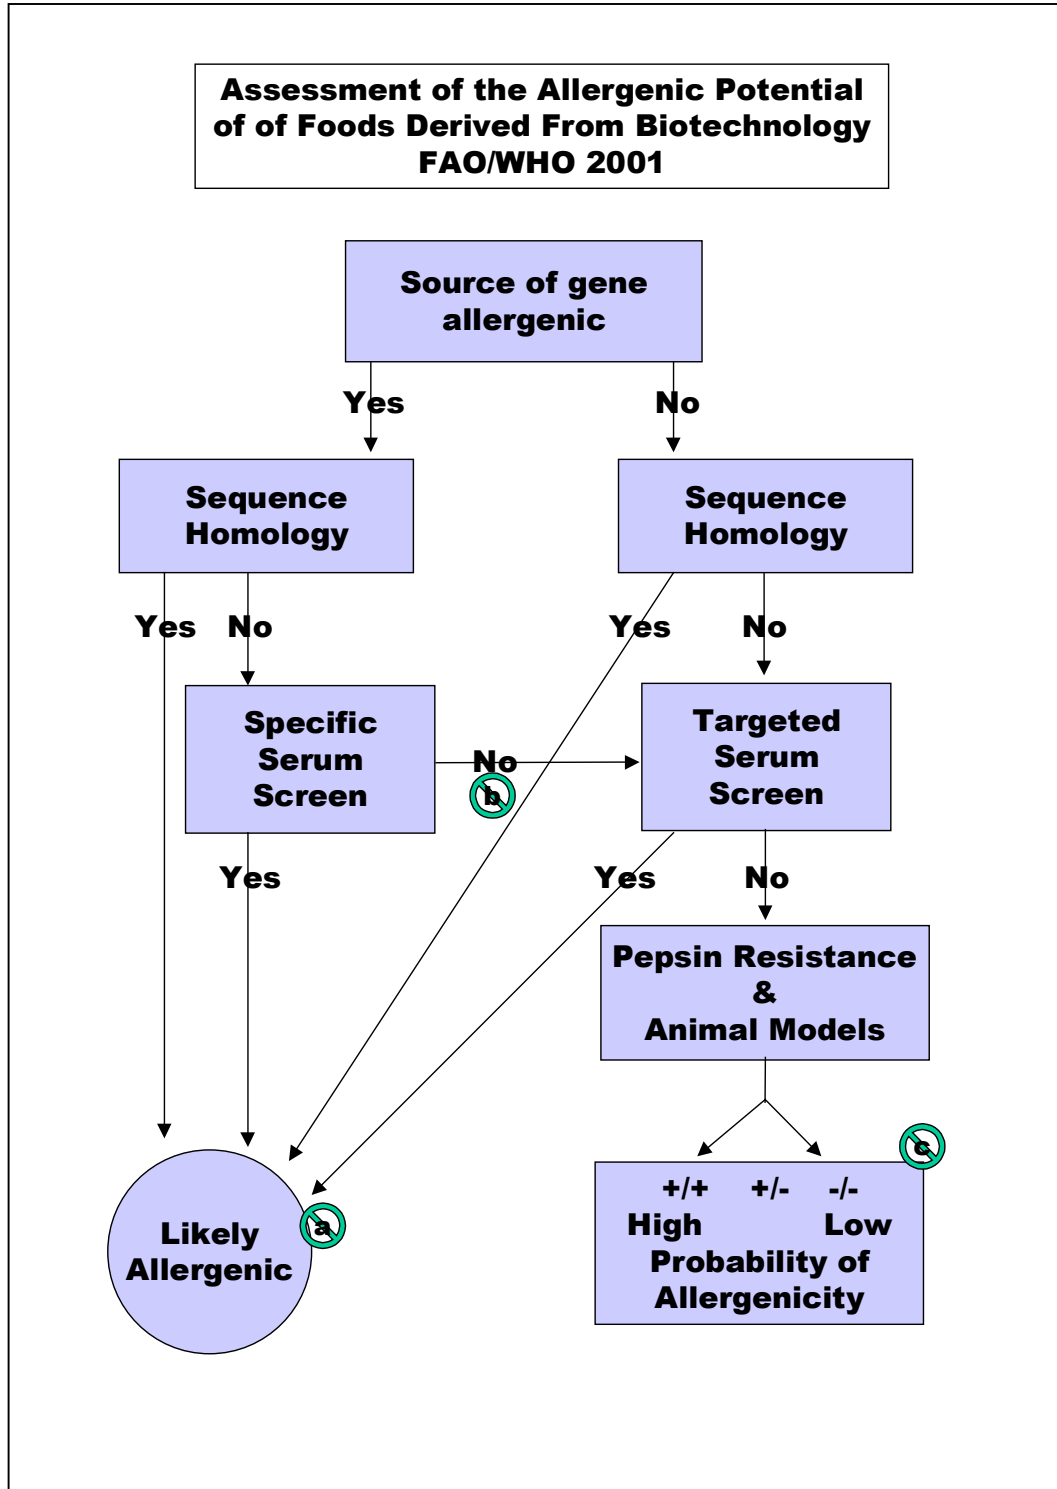 Assessment of the Allergenic Potential
of of Foods Derived From Biotechnology
FAO/WHO 2001
Source of gene
allergenic
Yes
No
Sequence
Homology
Sequence
Homology
Yes
No
Yes
No
Specific
Serum
Screen
No
b
Targeted
Serum
Screen
Yes
Yes
No
Pepsin Resistance
&
Animal Models
c
Likely
Allergenic
a
+/+ +/- -/-
High Low
Probability of
Allergenicity